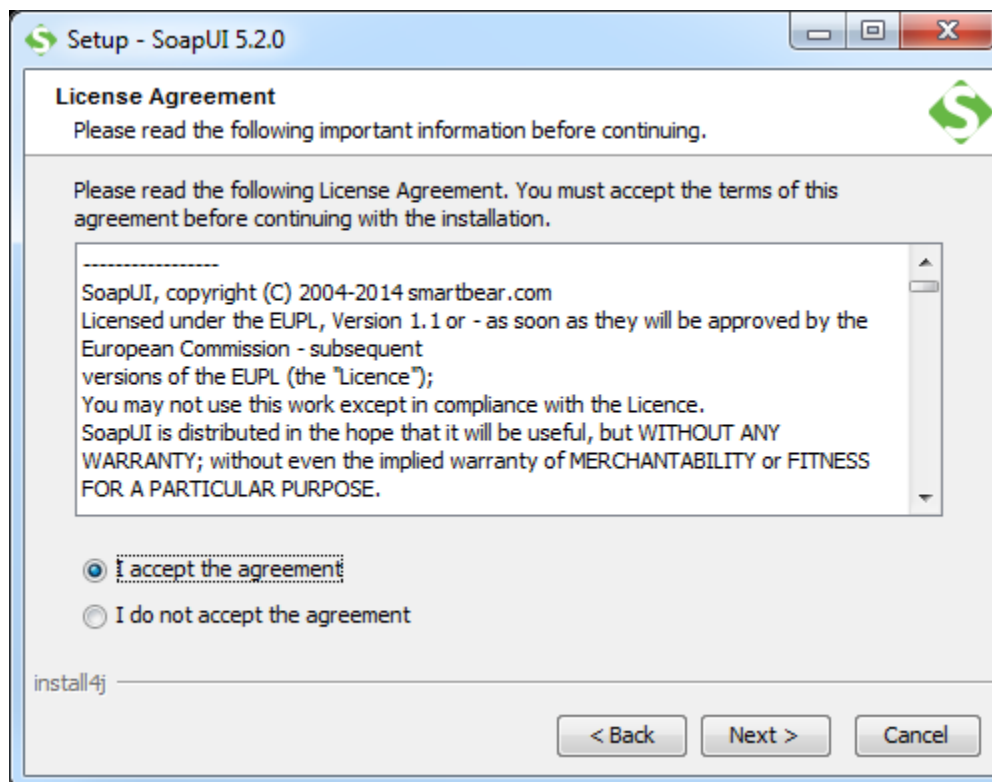 Setup - SoapUI 5.2.0
License Agreement
Please read the following important information before continuing.
Please read the following License Agreement. You must accept the terms of this
agreement before continuing with the installation.
-----------------
SoapUI, copyright (C) 2004-2014 smartbear.com
Licensed under the EUPL, Version 1.1 or - as soon as they will be approved by the
European Commission - subsequent
versions of the EUPL (the "Licence");
You may not use this work except in compliance with the Licence.
SoapUI is distributed in the hope that it will be useful, but WITHOUT ANY
WARRANTY; without even the implied warranty of MERCHANTABILITY or FITNESS
FOR A PARTICULAR PURPOSE.
I accept the agreement
I do not accept the agreement
install4j
< Back Next > Cancel